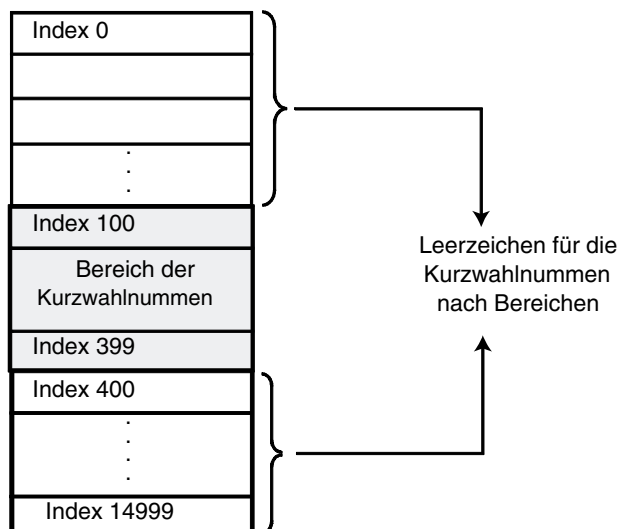 Index 0
.
.
.
Index 100
Bereich der
Kurzwahlnummen
Index 399
Index 400
.
.
.
.
Index 14999
Leerzeichen für die
Kurzwahlnummen
nach Bereichen